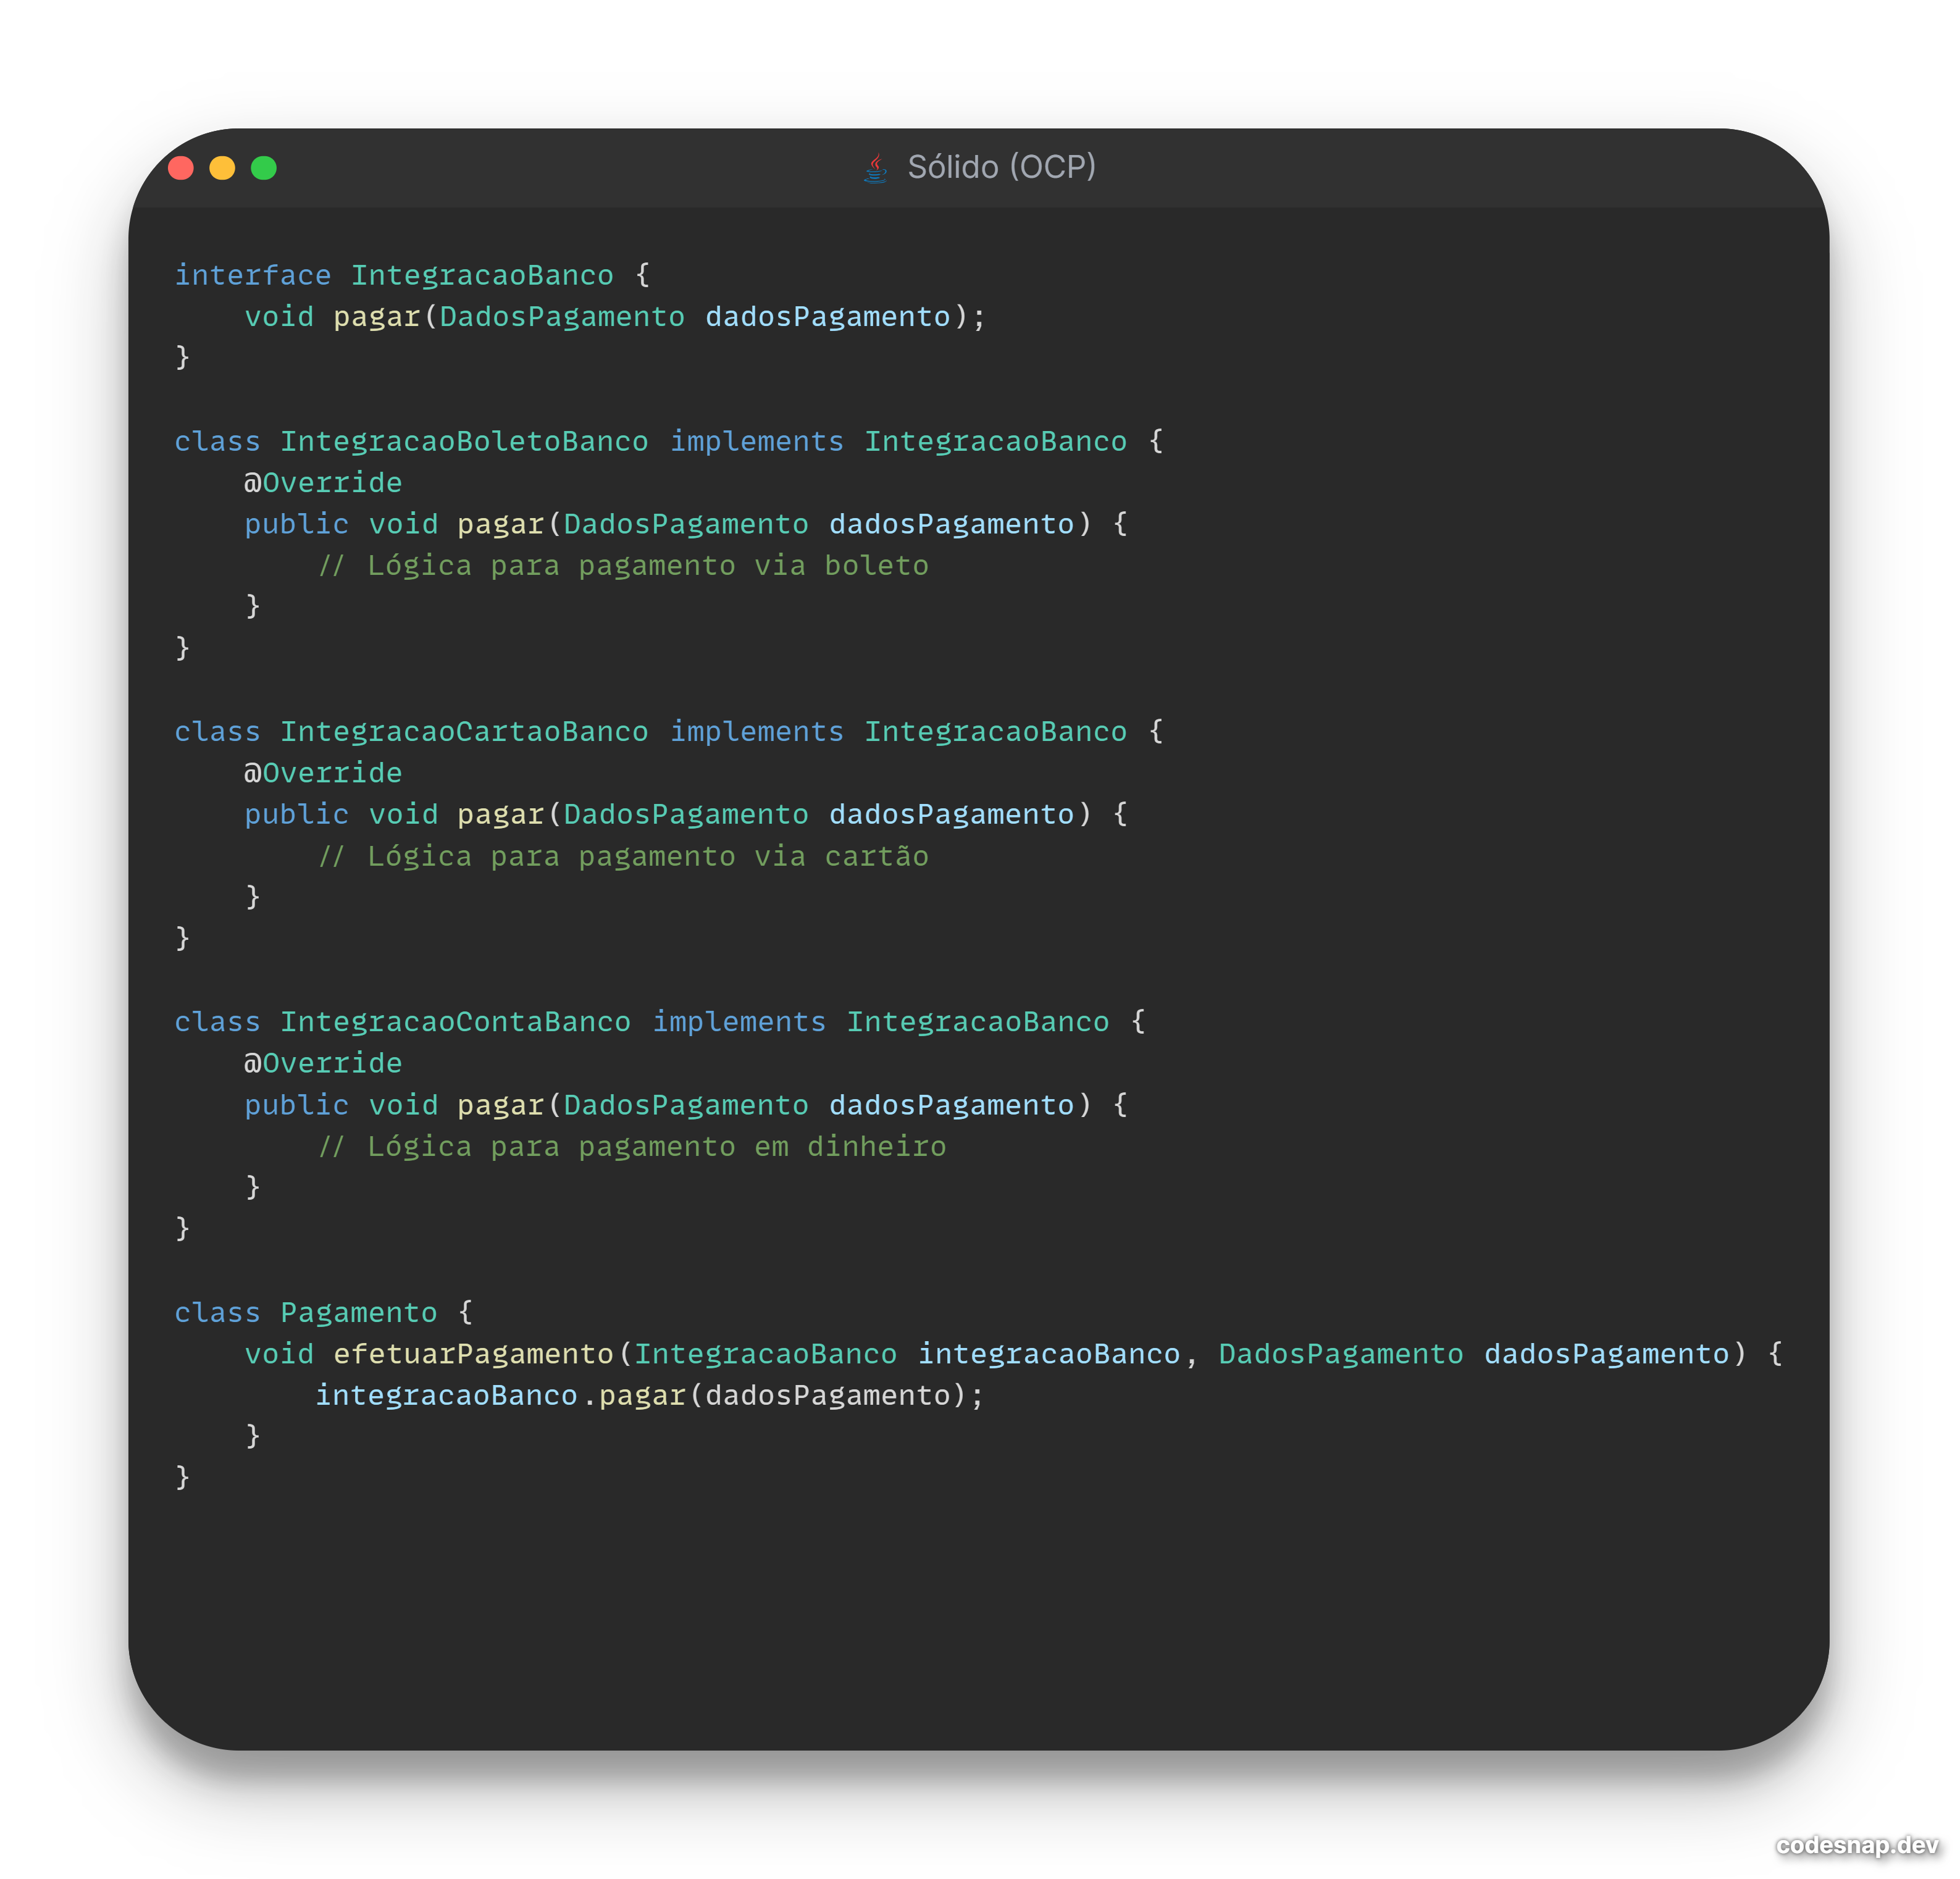 Sólido (OCP)
interface IntegracaoBanco {
    void pagar(DadosPagamento dadosPagamento);
}

class IntegracaoBoletoBanco implements IntegracaoBanco {
    @Override
    public void pagar(DadosPagamento dadosPagamento) {
        // Lógica para pagamento via boleto
    }
}

class IntegracaoCartaoBanco implements IntegracaoBanco {
    @Override
    public void pagar(DadosPagamento dadosPagamento) {
        // Lógica para pagamento via cartão
    }
}

class IntegracaoContaBanco implements IntegracaoBanco {
    @Override
    public void pagar(DadosPagamento dadosPagamento) {
        // Lógica para pagamento em dinheiro
    }
}

class Pagamento {
    void efetuarPagamento(IntegracaoBanco integracaoBanco, DadosPagamento dadosPagamento) {
        integracaoBanco.pagar(dadosPagamento);
    }
}
codesnap.dev